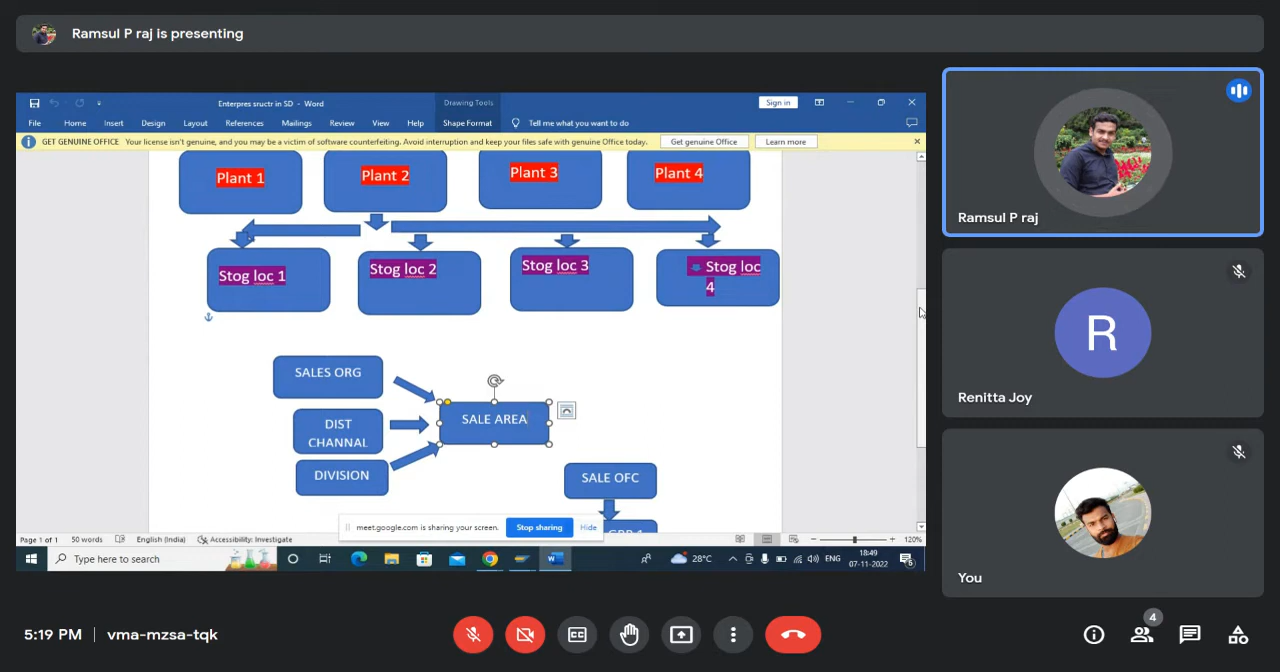 Ramsul P raj is presenting
Enterpres sructr in SD - Word
Drawing Tools
Sign in
File Home Insert Design Layout References Mailings Review View Help Shape Format Tell me what you want to do
GET GENUINE OFFICE Your license isn't genuine, and you may be a victim of software counterfeiting. Avoid interruption and keep your files safe with genuine Office today. Get genuine Office Learn more
Plant 1
Plant 2
Plant 3
Plant 4
Stog loc 1
Stog loc 2
Stog loc 3
Stog loc
4
SALES ORG
DIST
CHANNAL
DIVISION
SALE AREA
SALE OFC
meet.google.com is sharing your screen. Stop sharing Hide
Page 1 of 1 50 words English (India) Accessibility: Investigate 120%
Type here to search
28°C
ENG
18:49
07-11-2022
Ramsul P raj
R
Renitta Joy
You
5:19 PM | vma-mzsa-tqk
CC
4